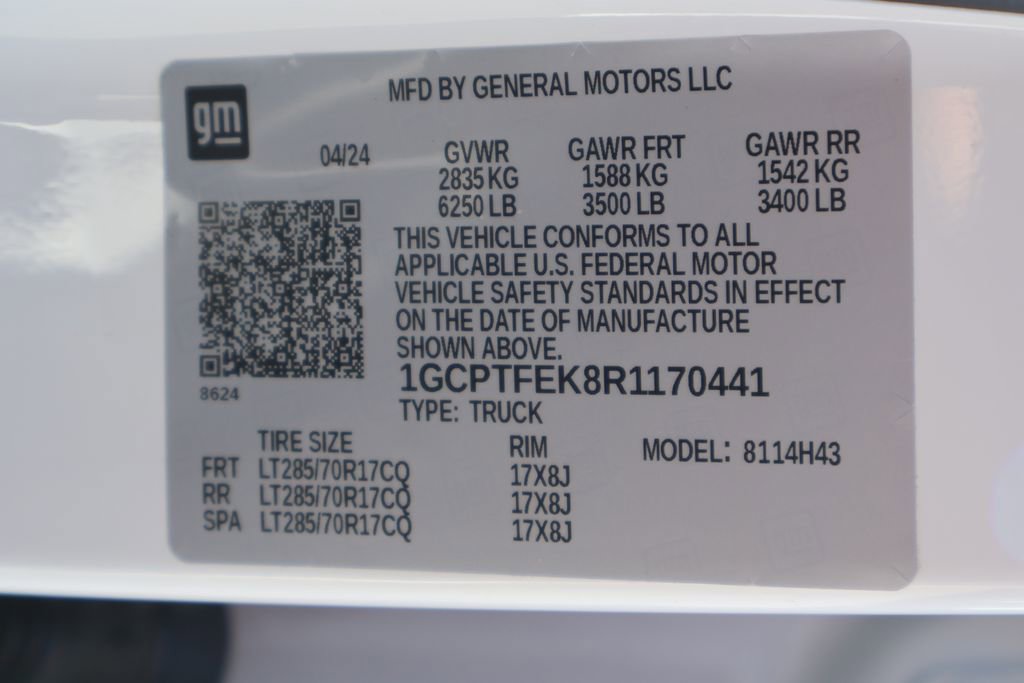 MFD BY GENERAL MOTORS LLC
gm
04/24 GVWR GAWR FRT GAWR RR
2835 KG 1588 KG 1542 KG
6250 LB 3500 LB 3400 LB
THIS VEHICLE CONFORMS TO ALL
APPLICABLE U.S. FEDERAL MOTOR
VEHICLE SAFETY STANDARDS IN EFFECT
ON THE DATE OF MANUFACTURE
SHOWN ABOVE.
1GCPTFEK8R1170441
8624
TYPE: TRUCK
TIRE SIZE RIM MODEL: 8114H43
FRT LT285/70R17CQ 17X8J
RR LT285/70R17CQ 17X8J
SPA LT285/70R17CQ 17X8J